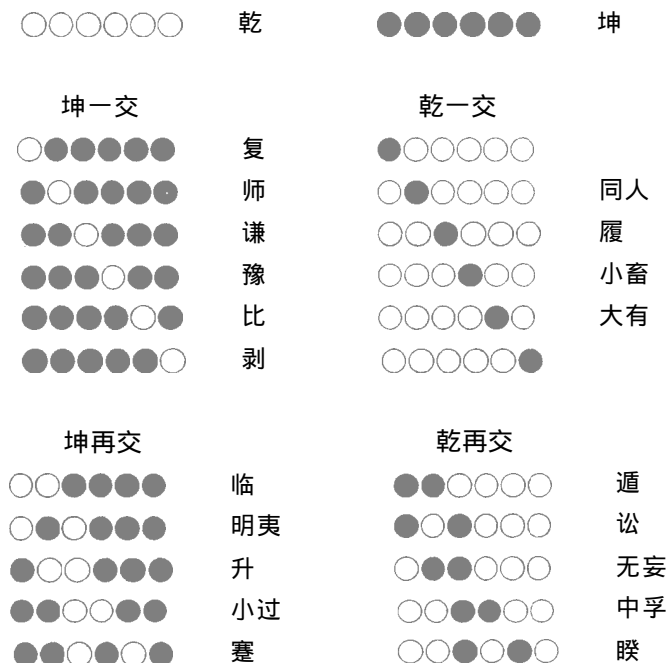 乾 坤
坤一交 乾一交
复
师 同人
谦 履
豫 小畜
比 大有
剥
坤再交 乾再交
临 遁
明夷 讼
升 无妄
小过 中孚
蹇 睽